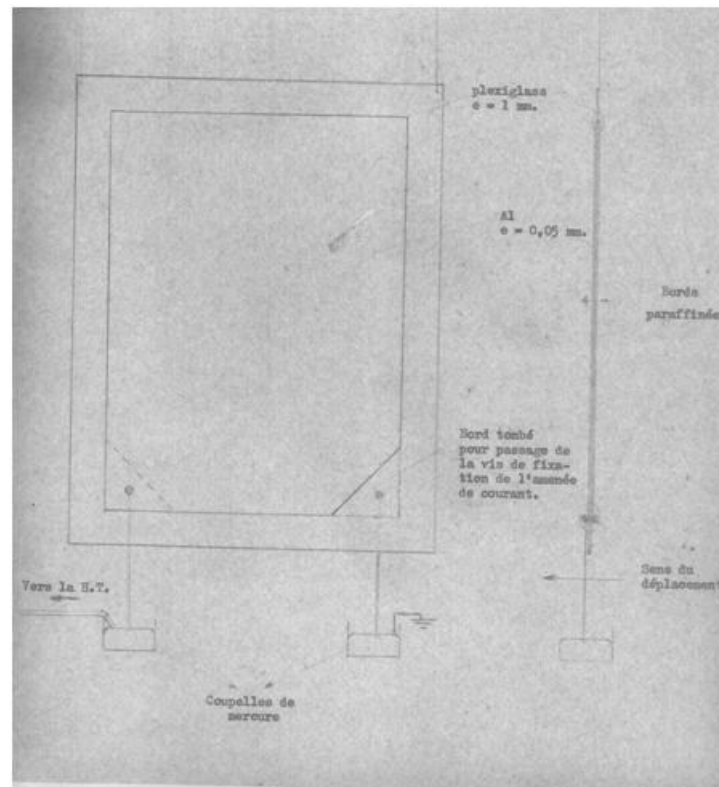 plexiglass
e = 1 mm.
Al
e = 0,05 mm.
Bords
paraffinés
Bord tombé
pour passage de
la vis de fixa-
tion de l'amenée
de courant.
Vers la H.T.
Sens du
déplacement
Coupelles de
mercure